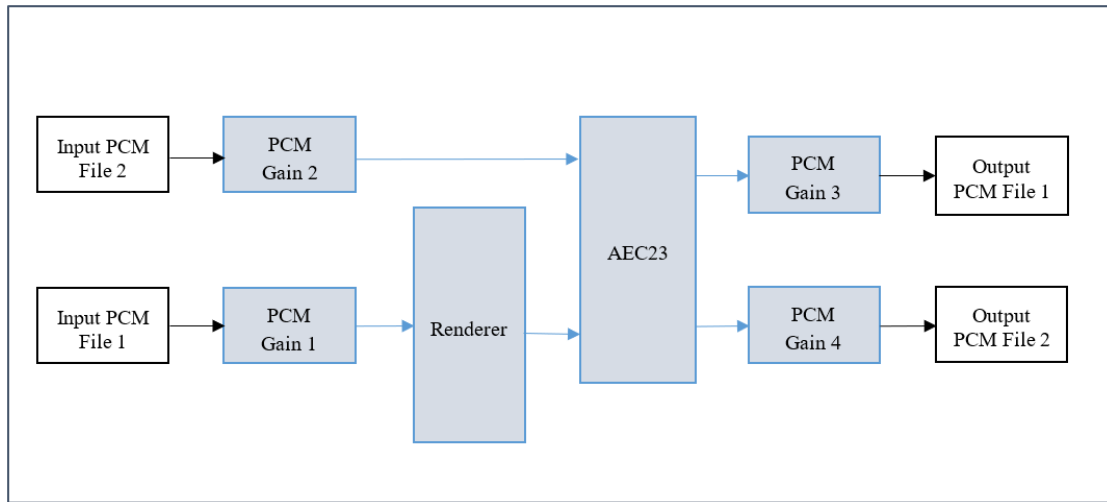 Input PCM
File 2
PCM
Gain 2
AEC23
PCM
Gain 3
Output
PCM File 1
Input PCM
File 1
PCM
Gain 1
Renderer
PCM
Gain 4
Output
PCM File 2